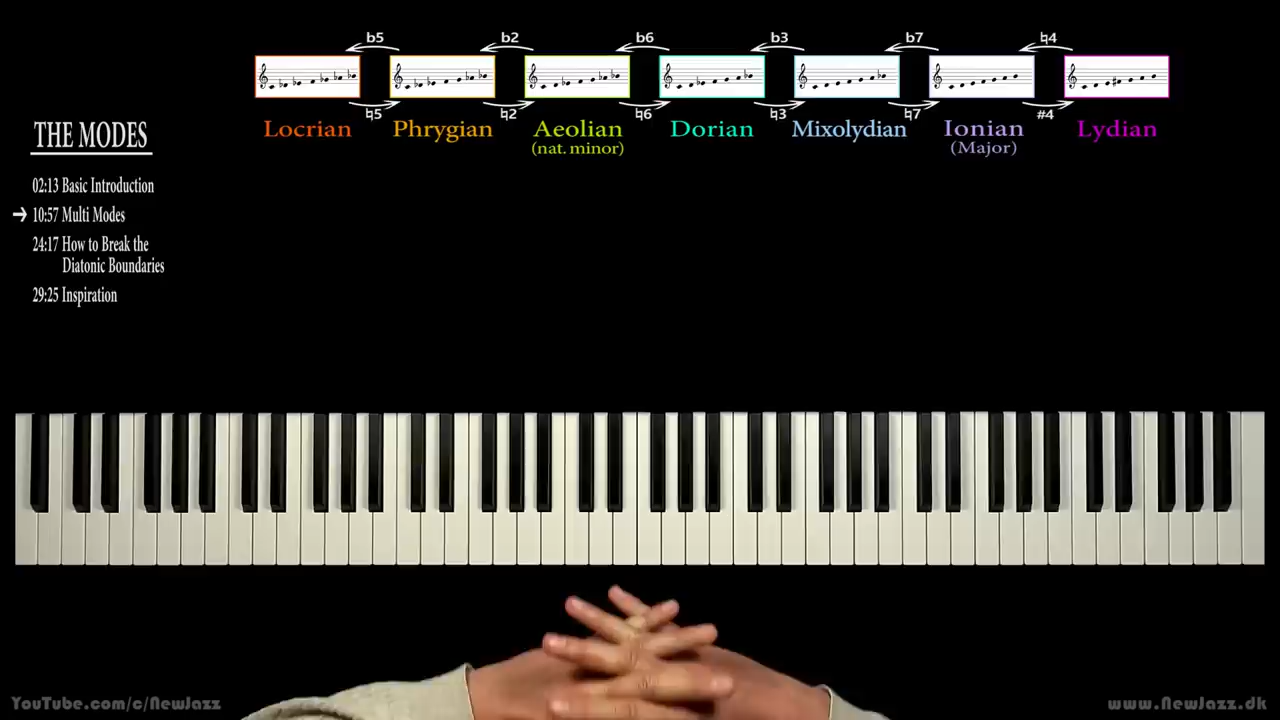 b5 b2 b6 b3 b7 ♮4
♮5 ♮2 ♮6 ♮3 ♮7 #4
Locrian Phrygian Aeolian Dorian Mixolydian Ionian Lydian
(nat. minor) (Major)
THE MODES
02:13 Basic Introduction
→ 10:57 Multi Modes
24:17 How to Break the
Diatonic Boundaries
29:25 Inspiration
YouTube.com/c/NewJazz
www.NewJazz.dk